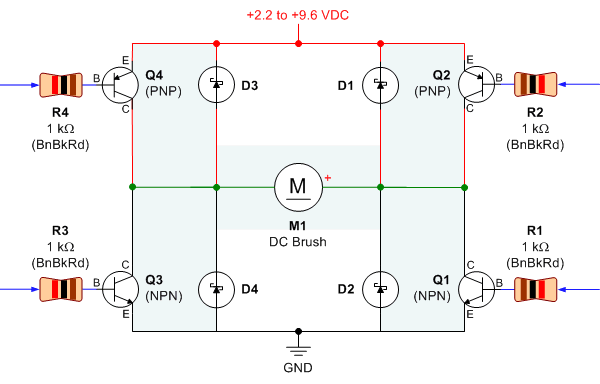 +2.2 to +9.6 VDC
E
Q4
(PNP)
B
C
R4
1 kΩ
(BnBkRd)
D3
D1
E
Q2
(PNP)
B
C
R2
1 kΩ
(BnBkRd)
M
+
M1
DC Brush
R3
1 kΩ
(BnBkRd)
C
B
Q3
(NPN)
E
D4
D2
C
Q1
(NPN)
B
E
R1
1 kΩ
(BnBkRd)
GND